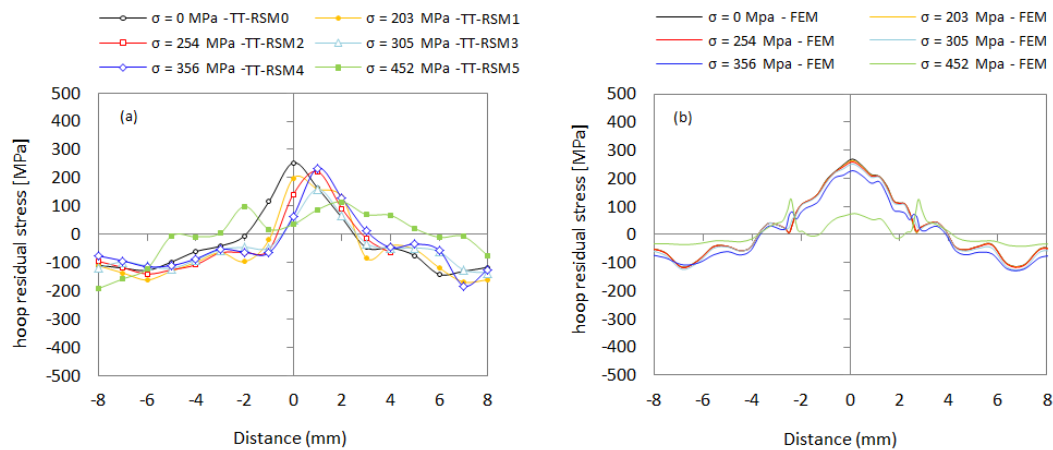 σ = 0 MPa -TT-RSM0 σ = 203 MPa -TT-RSM1
σ = 254 MPa -TT-RSM2 σ = 305 MPa -TT-RSM3
σ = 356 MPa -TT-RSM4 σ = 452 MPa -TT-RSM5
hoop residual stress [MPa]
500
400
300
200
100
0
-100
-200
-300
-400
-500
(a)
-8 -6 -4 -2 0 2 4 6 8
Distance (mm)
σ = 0 Mpa - FEM σ = 203 Mpa - FEM
σ = 254 Mpa - FEM σ = 305 Mpa - FEM
σ = 356 Mpa - FEM σ = 452 Mpa - FEM
hoop residual stress [MPa]
500
400
300
200
100
0
-100
-200
-300
-400
-500
(b)
-8 -6 -4 -2 0 2 4 6 8
Distance (mm)